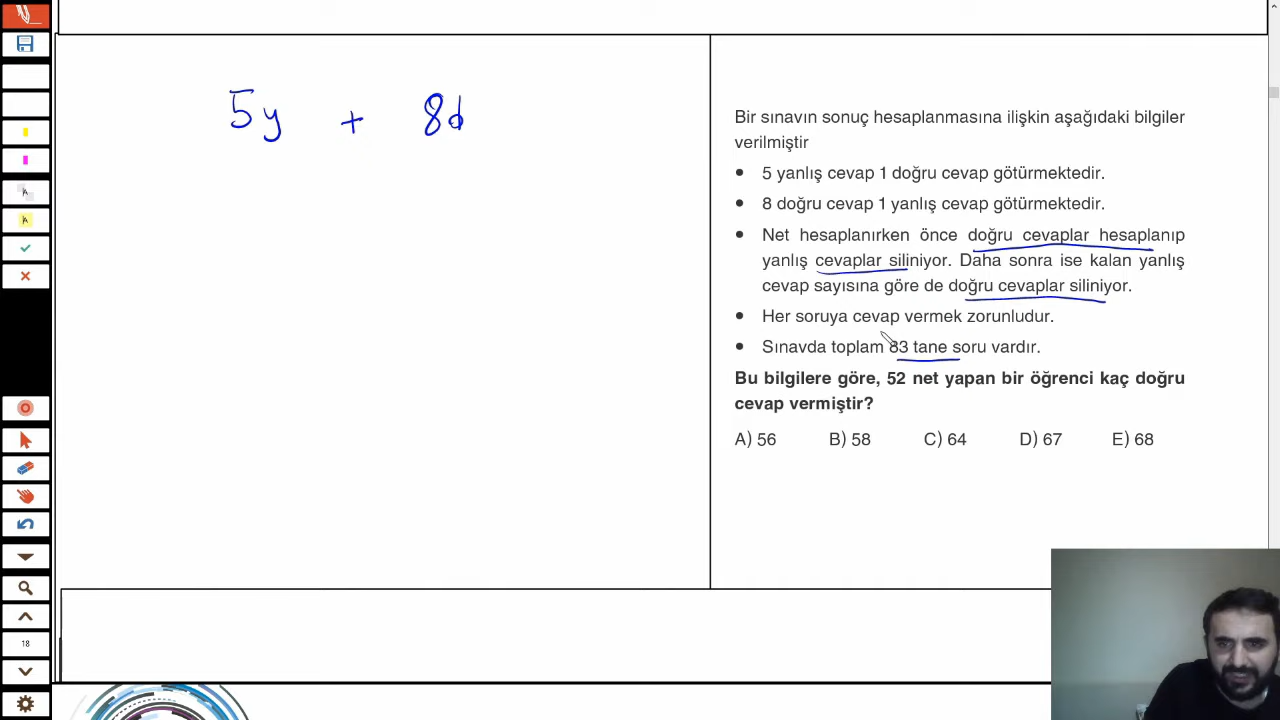 5y + 8d
Bir sınavın sonuç hesaplanmasına ilişkin aşağıdaki bilgiler
verilmiştir
• 5 yanlış cevap 1 doğru cevap götürmektedir.
• 8 doğru cevap 1 yanlış cevap götürmektedir.
• Net hesaplanırken önce doğru cevaplar hesaplanıp
yanlış cevaplar siliniyor. Daha sonra ise kalan yanlış
cevap sayısına göre de doğru cevaplar siliniyor.
• Her soruya cevap vermek zorunludur.
• Sınavda toplam 83 tane soru vardır.
Bu bilgilere göre, 52 net yapan bir öğrenci kaç doğru
cevap vermiştir?
A) 56 B) 58 C) 64 D) 67 E) 68
18